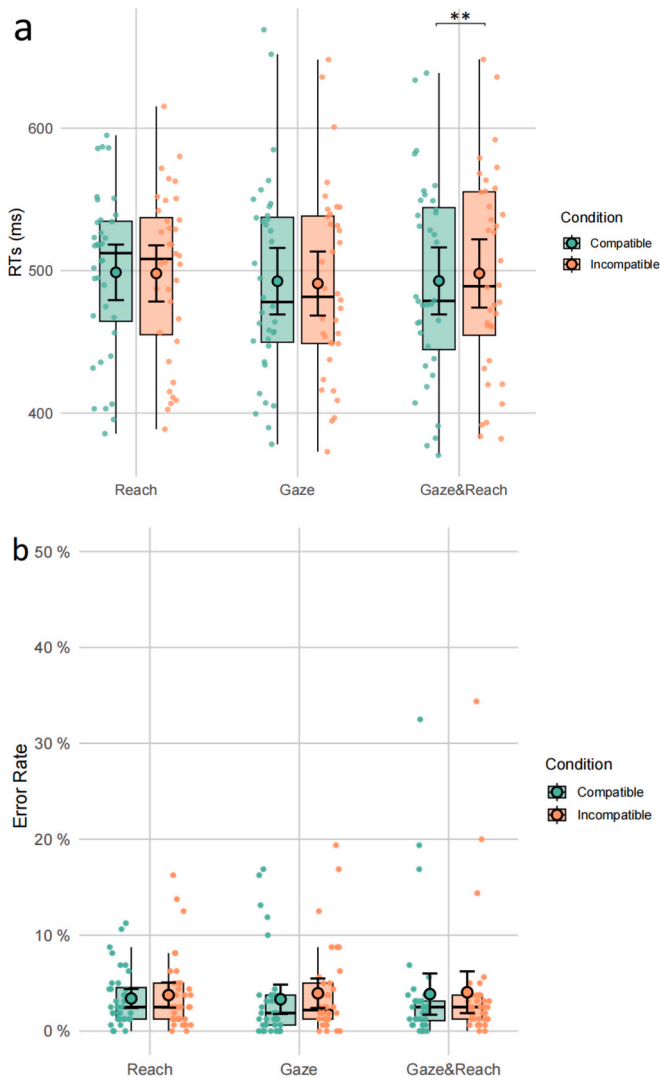 a
**
600
500
400
RTs (ms)
Reach Gaze Gaze&Reach
Condition
Compatible
Incompatible
b
50 %
40 %
30 %
20 %
10 %
0 %
Error Rate
Reach Gaze Gaze&Reach
Condition
Compatible
Incompatible